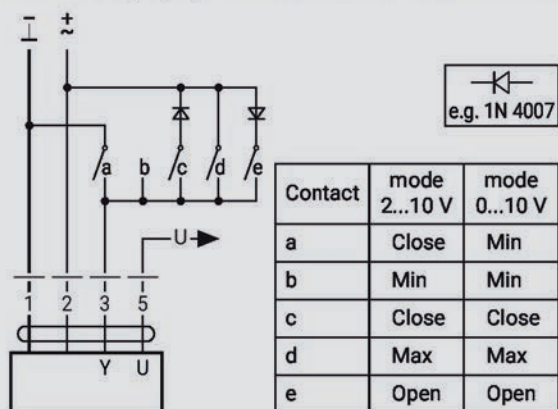 - +
⊥ ~
e.g. 1N 4007
a b c d e
U
1 2 3 5
Y U
Contact mode 2...10 V mode 0...10 V
a Close Min
b Min Min
c Close Close
d Max Max
e Open Open